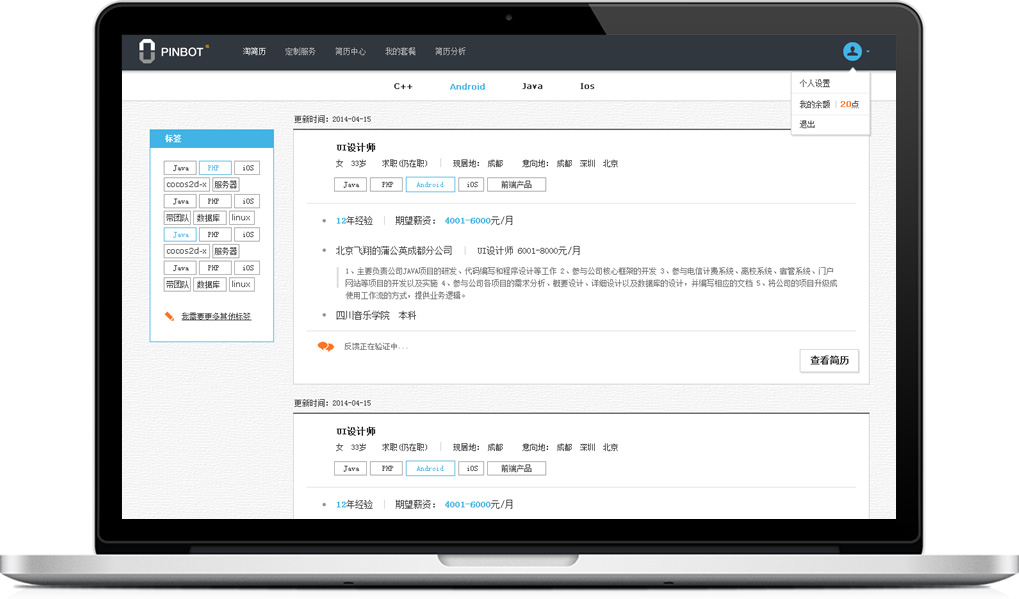 PINBOT 淘简历 定制服务 简历中心 我的套餐 简历分析
C++ Android Java Ios
个人设置
我的余额 20点
退出
标签
Java PHP iOS
cocos2d-x 服务器
Java PHP iOS
带团队 数据库 linux
Java PHP iOS
cocos2d-x 服务器
Java PHP iOS
带团队 数据库 linux
我需要更多其他标签
更新时间：2014-04-15
UI设计师
女 33岁 求职(仍在职) 现居地： 成都 意向地： 成都 深圳 北京
Java PHP Android iOS 前端产品
12年经验 期望薪资： 4001-6000元/月
北京飞翔的蒲公英成都分公司 UI设计师 6001-8000元/月
1、主要负责公司JAVA项目的研发、代码编写和程序设计等工作 2、参与公司核心框架的开发 3、参与电信计费系统、高校系统、宿管系统、门户
网站等项目的开发以及实施 4、参与公司各项目的需求分析、概要设计、详细设计以及数据库的设计，并编写相应的文档 5、将公司的项目升级成
使用工作流的方式，提供业务逻辑。
四川音乐学院 本科
反馈正在验证中...
查看简历
更新时间：2014-04-15
UI设计师
女 33岁 求职(仍在职) 现居地： 成都 意向地： 成都 深圳 北京
Java PHP Android iOS 前端产品
12年经验 期望薪资： 4001-6000元/月